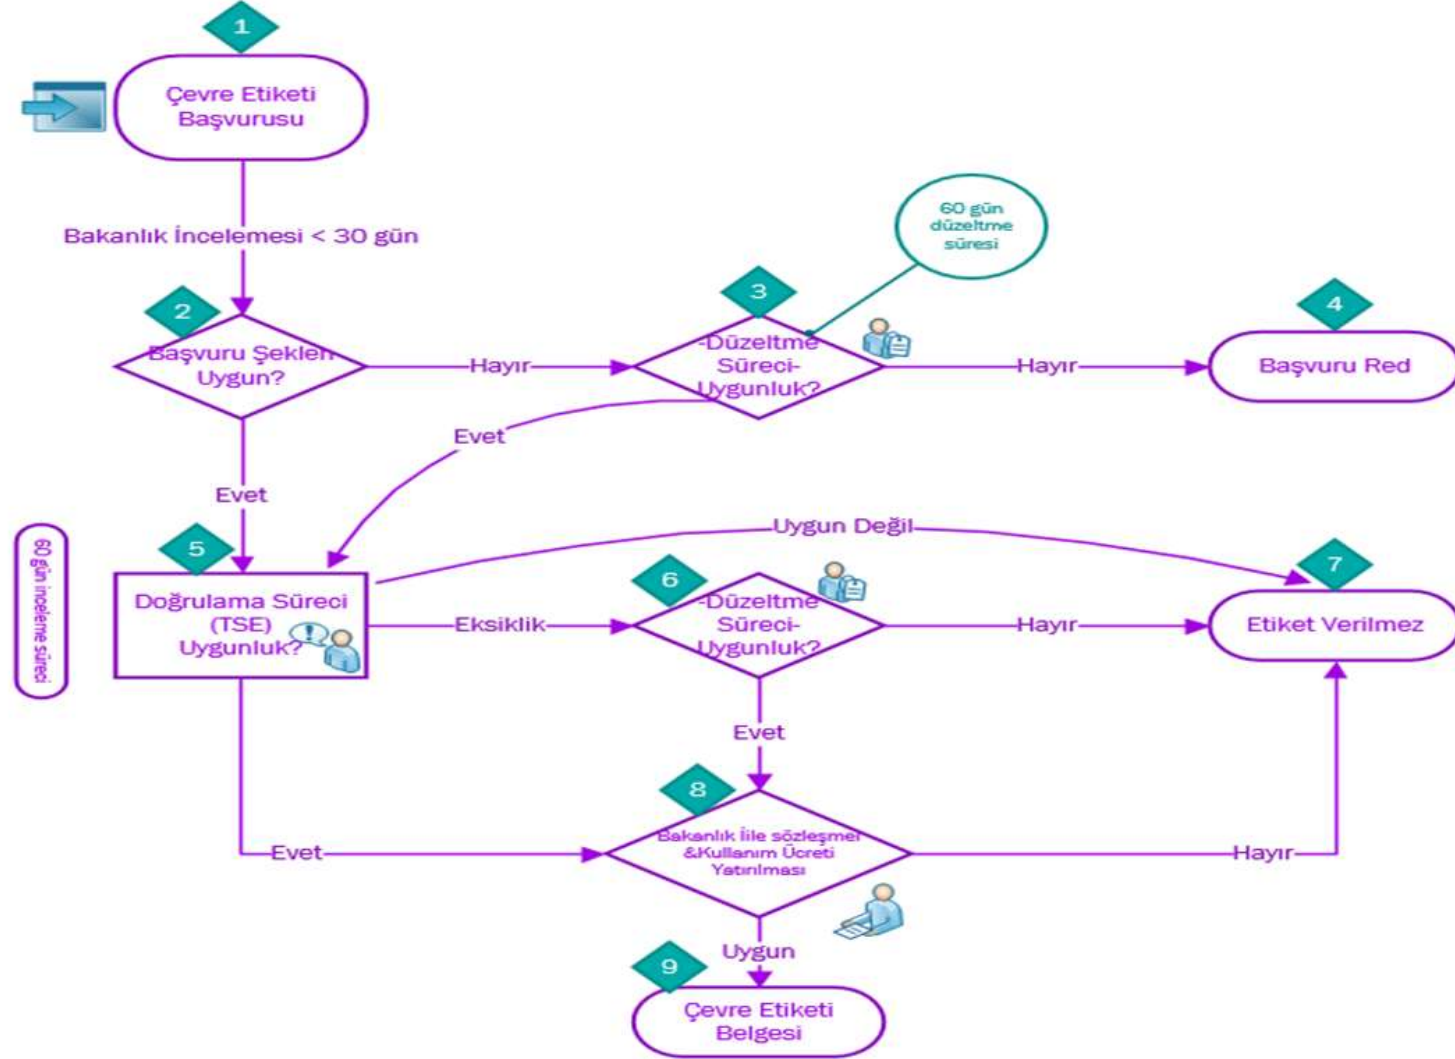 1
Çevre Etiketi
Başvurusu
Bakanlık İncelemesi < 30 gün
60 gün
düzeltme
süresi
2
Başvuru Şeklen
Uygun?
Hayır
3
-Düzeltme
Süreci-
Uygunluk?
Hayır
4
Başvuru Red
Evet
Evet
60 gün inceleme süreci
5
Doğrulama Süreci
(TSE)
Uygunluk?
Uygun Değil
Eksiklik
6
-Düzeltme
Süreci-
Uygunluk?
Hayır
7
Etiket Verilmez
Evet
8
Bakanlık İile sözleşmer
&Kullanım Ücreti
Yatırılması
Evet
Hayır
Uygun
9
Çevre Etiketi
Belgesi